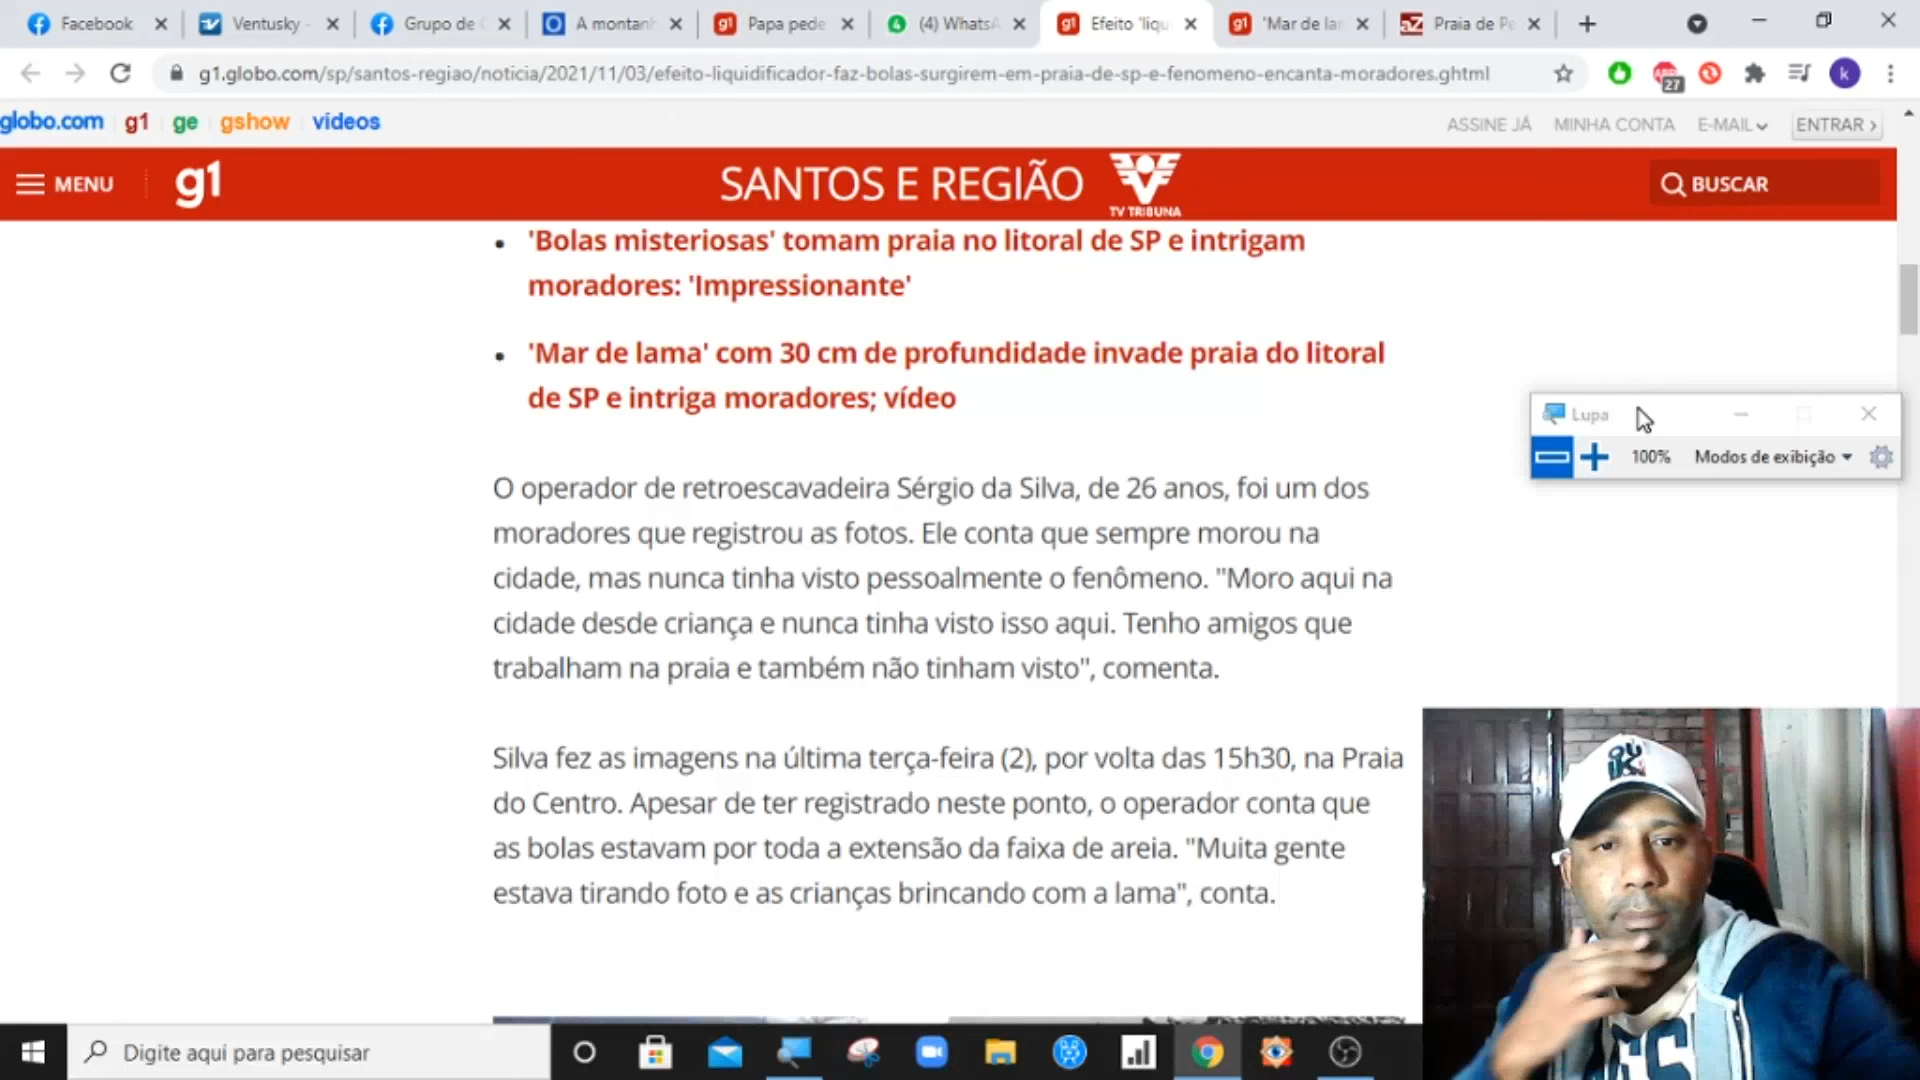 Facebook
Ventusky -
Grupo de
A montanh
Papa pede
(4) WhatsA
Efeito 'liqu
'Mar de lar
Praia de Pe
g1.globo.com/sp/santos-regiao/noticia/2021/11/03/efeito-liquidificador-faz-bolas-surgirem-em-praia-de-sp-e-fenomeno-encanta-moradores.ghtml
27
k
globo.com g1 ge gshow vídeos
ASSINE JÁ MINHA CONTA E-MAIL ENTRAR
MENU
g1
SANTOS E REGIÃO
TV TRIBUNA
BUSCAR
'Bolas misteriosas' tomam praia no litoral de SP e intrigam
moradores: 'Impressionante'
'Mar de lama' com 30 cm de profundidade invade praia do litoral
de SP e intriga moradores; vídeo
Lupa
100% Modos de exibição
O operador de retroescavadeira Sérgio da Silva, de 26 anos, foi um dos
moradores que registrou as fotos. Ele conta que sempre morou na
cidade, mas nunca tinha visto pessoalmente o fenômeno. "Moro aqui na
cidade desde criança e nunca tinha visto isso aqui. Tenho amigos que
trabalham na praia e também não tinham visto", comenta.
Silva fez as imagens na última terça-feira (2), por volta das 15h30, na Praia
do Centro. Apesar de ter registrado neste ponto, o operador conta que
as bolas estavam por toda a extensão da faixa de areia. "Muita gente
estava tirando foto e as crianças brincando com a lama", conta.
Digite aqui para pesquisar